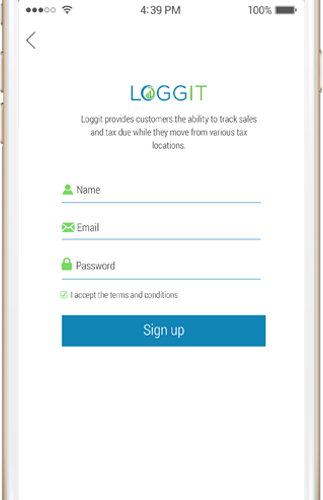 4:39 PM 100%
LOGGIT
Loggit provides customers the ability to track sales
and tax due while they move from various tax
locations.
Name
Email
Password
I accept the terms and conditions
Sign up